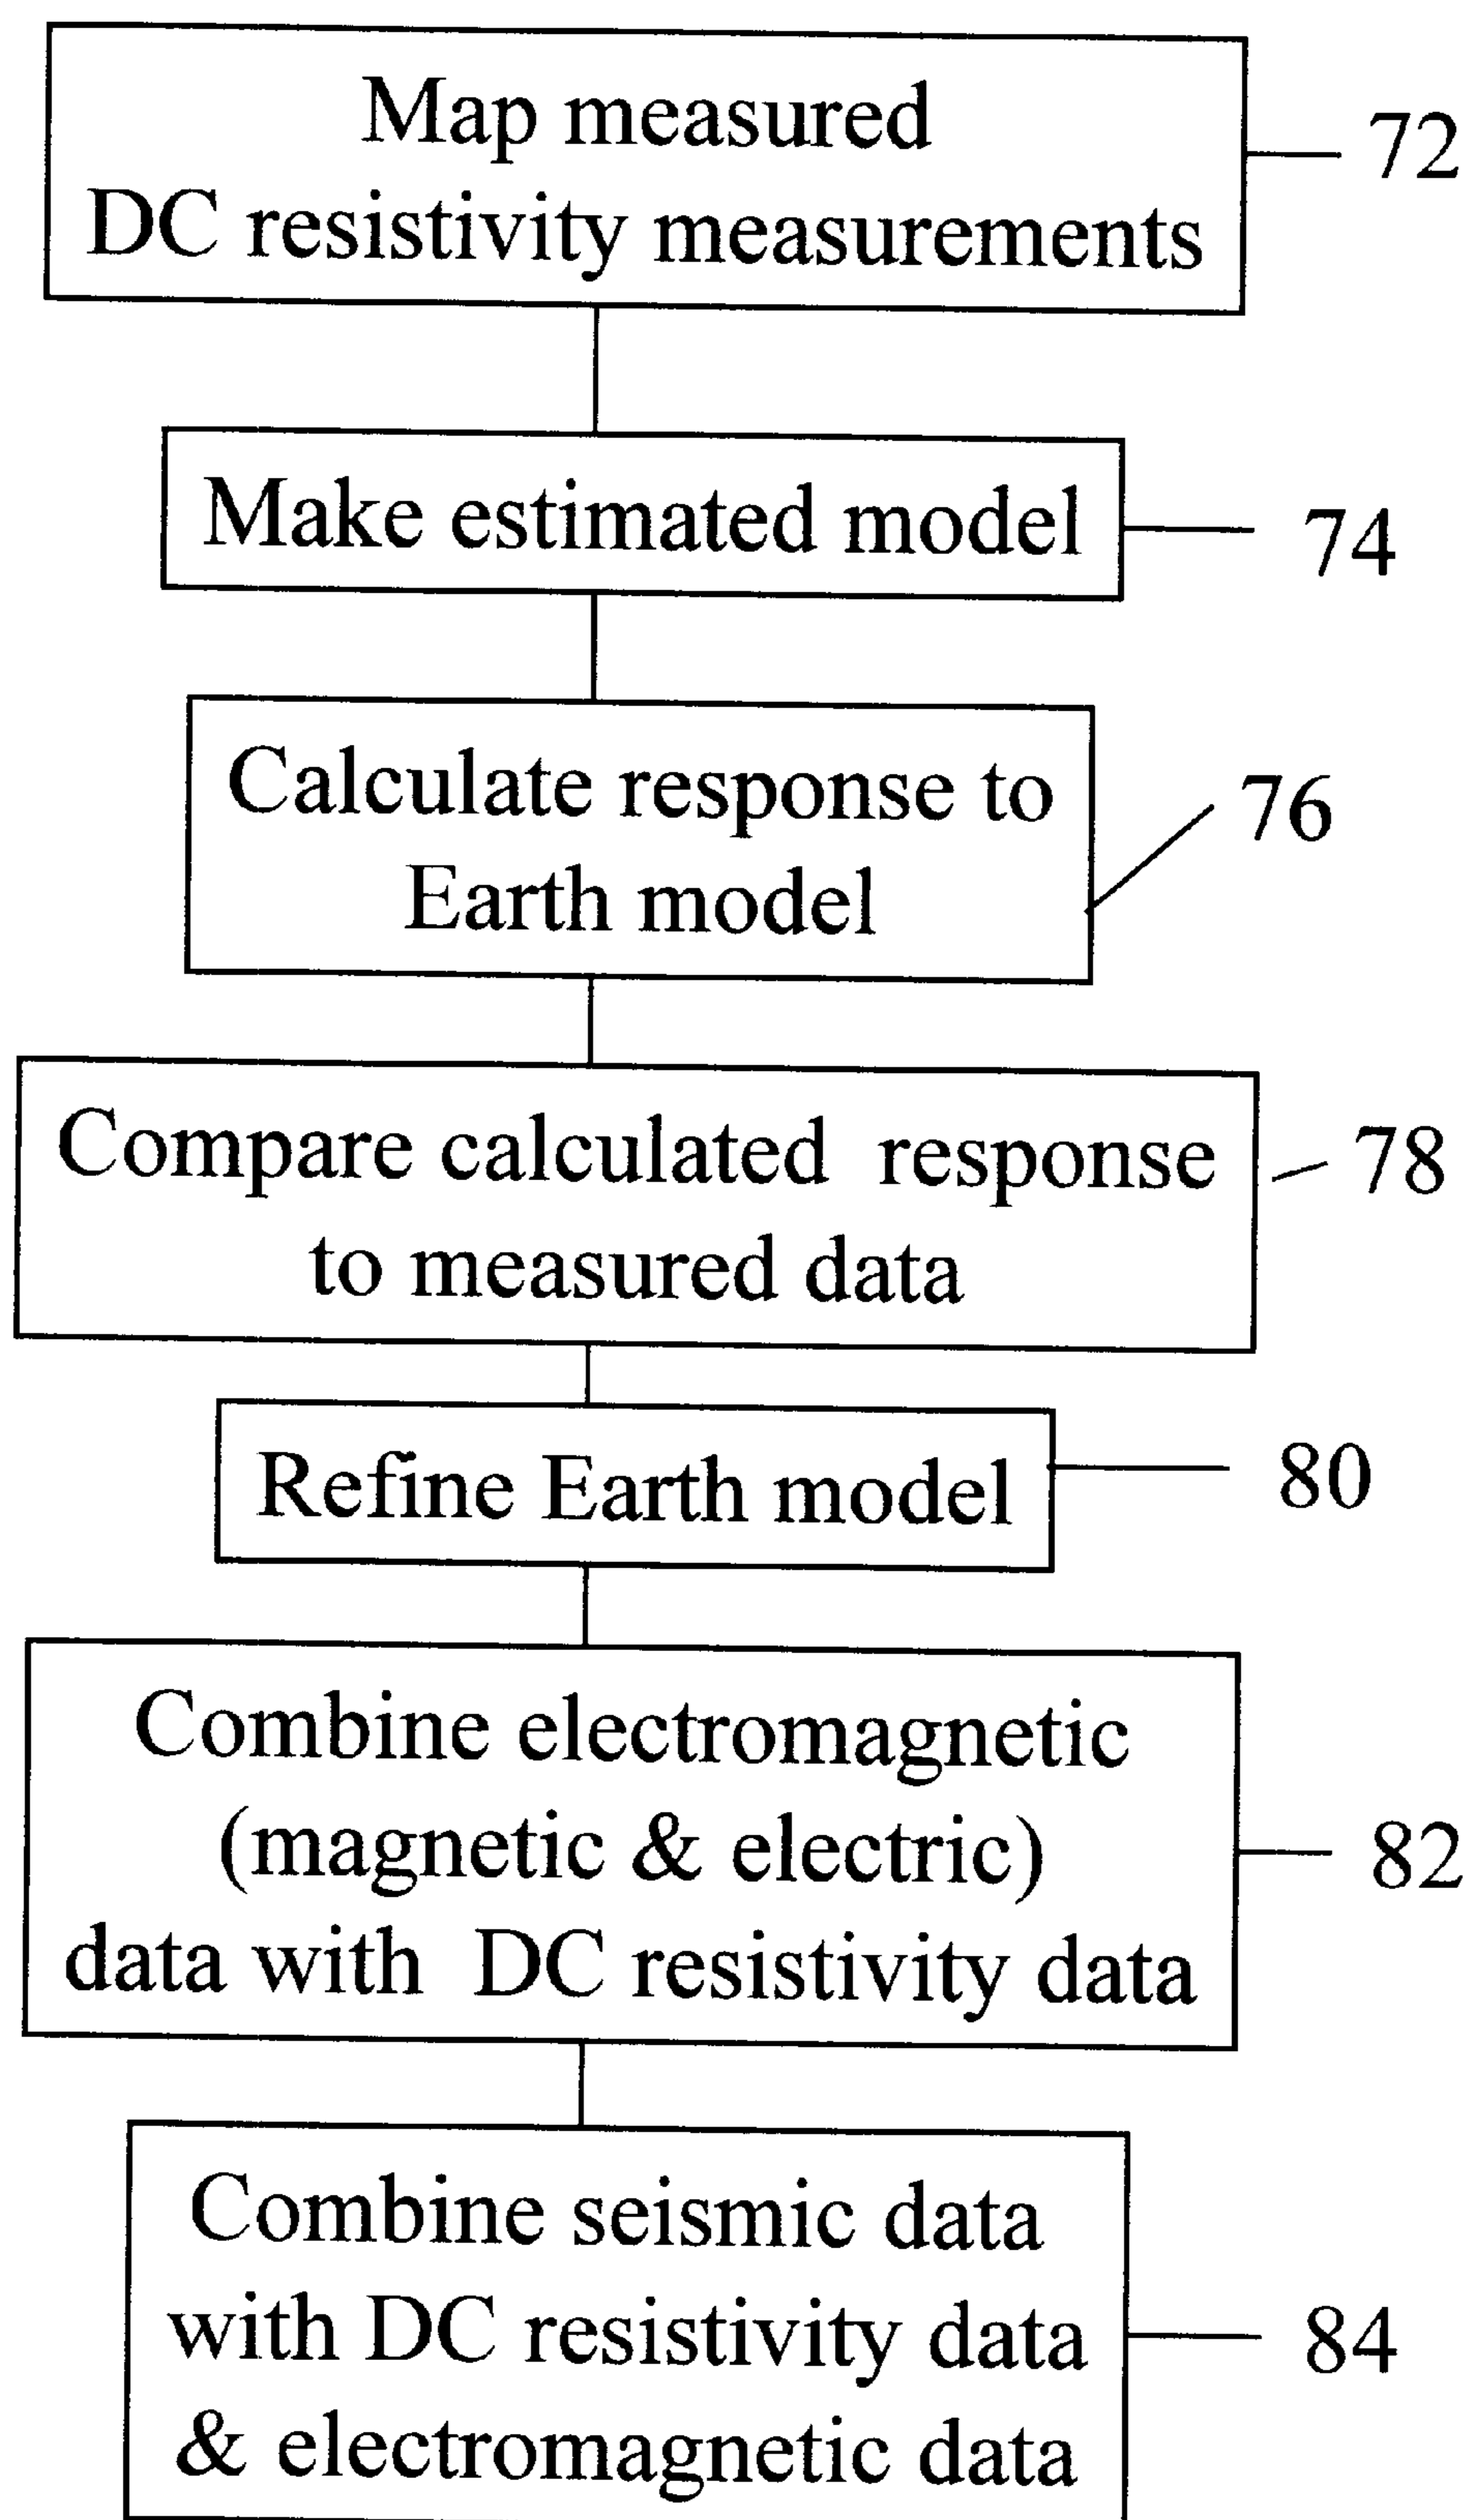 Map measured
DC resistivity measurements
72
Make estimated model
74
Calculate response to
Earth model
76
Compare calculated response
to measured data
78
Refine Earth model
80
Combine electromagnetic
(magnetic & electric)
data with DC resistivity data
82
Combine seismic data
with DC resistivity data
& electromagnetic data
84